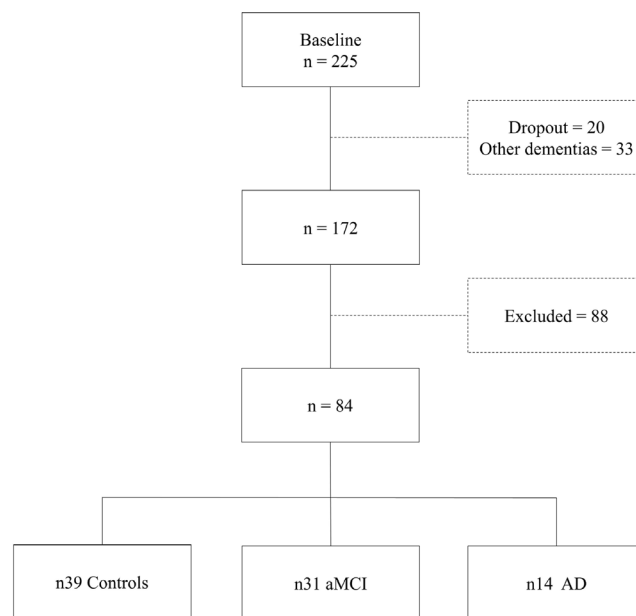 Baseline
n = 225
Dropout = 20
Other dementias = 33
n = 172
Excluded = 88
n = 84
n39 Controls
n31 aMCI
n14 AD